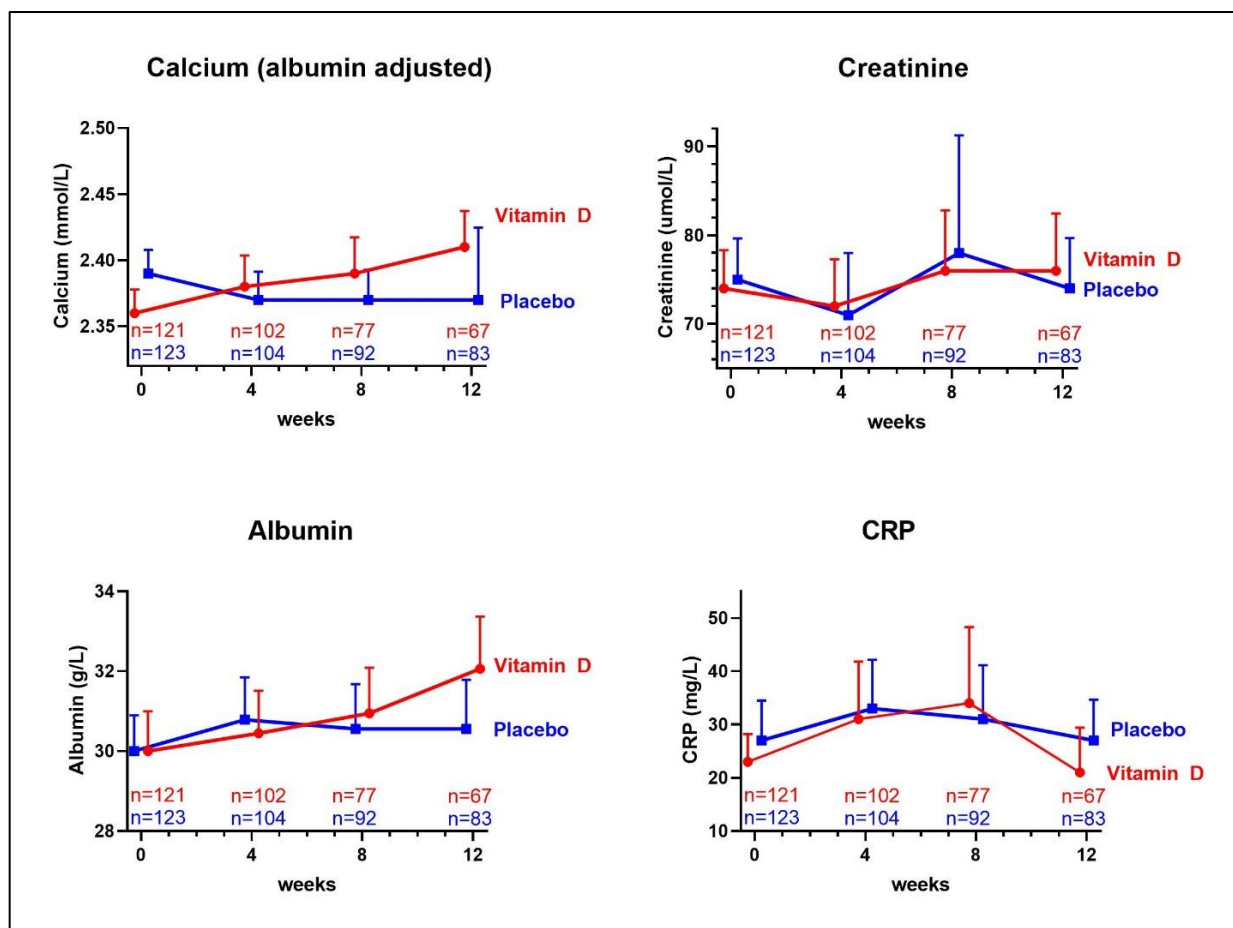 Calcium (albumin adjusted)
Calcium (mmol/L)
2.50
2.45
2.40
2.35
Vitamin D
Placebo
n=121 n=102 n=77 n=67
n=123 n=104 n=92 n=83
0 4 8 12
weeks
Creatinine
Creatinine (umol/L)
90
80
70
Vitamin D
Placebo
n=121 n=102 n=77 n=67
n=123 n=104 n=92 n=83
0 4 8 12
weeks
Albumin
Albumin (g/L)
34
32
30
28
Vitamin D
Placebo
n=121 n=102 n=77 n=67
n=123 n=104 n=92 n=83
0 4 8 12
weeks
CRP
CRP (mg/L)
50
40
30
20
10
Placebo
Vitamin D
n=121 n=102 n=77 n=67
n=123 n=104 n=92 n=83
0 4 8 12
weeks